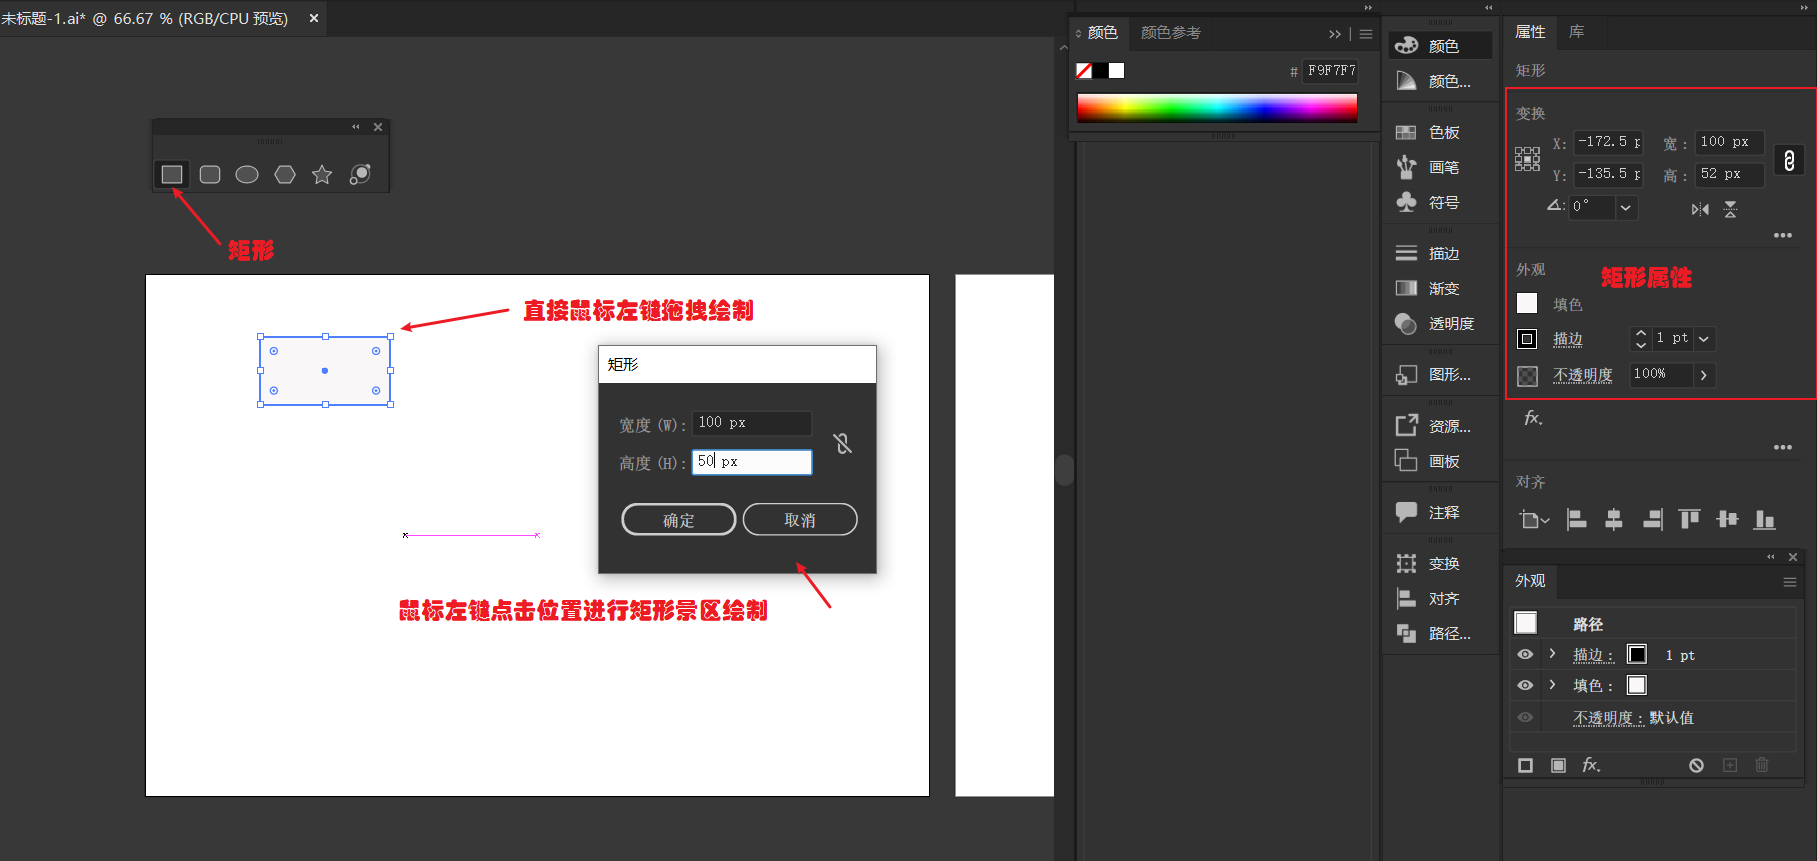 未标题-1.ai* @ 66.67 % (RGB/CPU 预览) ×
矩形
直接鼠标左键拖拽绘制
矩形
宽度 (W): 100 px
高度 (H): 50 px
确定 取消
鼠标左键点击位置进行矩形景区绘制
颜色 颜色参考
# F9F7F7
颜色
颜色...
色板
画笔
符号
描边
渐变
透明度
图形...
资源...
画板
注释
变换
对齐
路径...
属性 库
矩形
变换
X: -172.5 p 宽: 100 px
Y: -135.5 p 高: 52 px
0°
外观
矩形属性
填色
描边 1 pt
不透明度 100%
fx.
对齐
外观
路径
描边: 1 pt
填色:
不透明度: 默认值
fx.